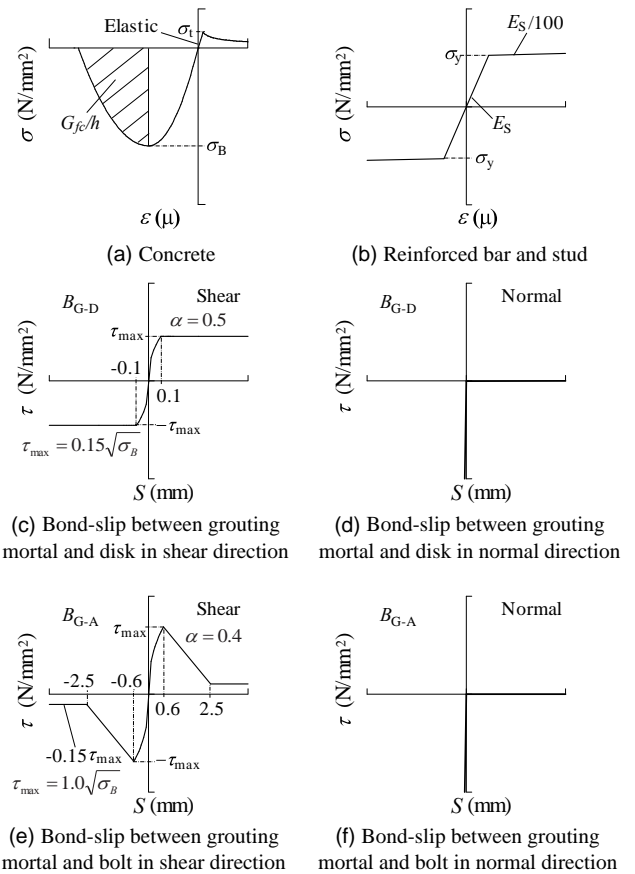 Elastic
σt
σ (N/mm²)
Gfc/h
σB
ε (μ)
(a) Concrete
ES/100
σy
σ (N/mm²)
ES
σy
ε (μ)
(b) Reinforced bar and stud
BG-D
Shear
τmax
α = 0.5
-0.1
τ (N/mm²)
0.1
−τmax
τmax = 0.15√σB
S (mm)
(c) Bond-slip between grouting
mortal and disk in shear direction
BG-D
Normal
τ (N/mm²)
S (mm)
(d) Bond-slip between grouting
mortal and disk in normal direction
BG-A
Shear
τmax
α = 0.4
-2.5
-0.6
τ (N/mm²)
0.6
2.5
-0.15τmax
−τmax
τmax = 1.0√σB
S (mm)
(e) Bond-slip between grouting
mortal and bolt in shear direction
BG-A
Normal
τ (N/mm²)
S (mm)
(f) Bond-slip between grouting
mortal and bolt in normal direction